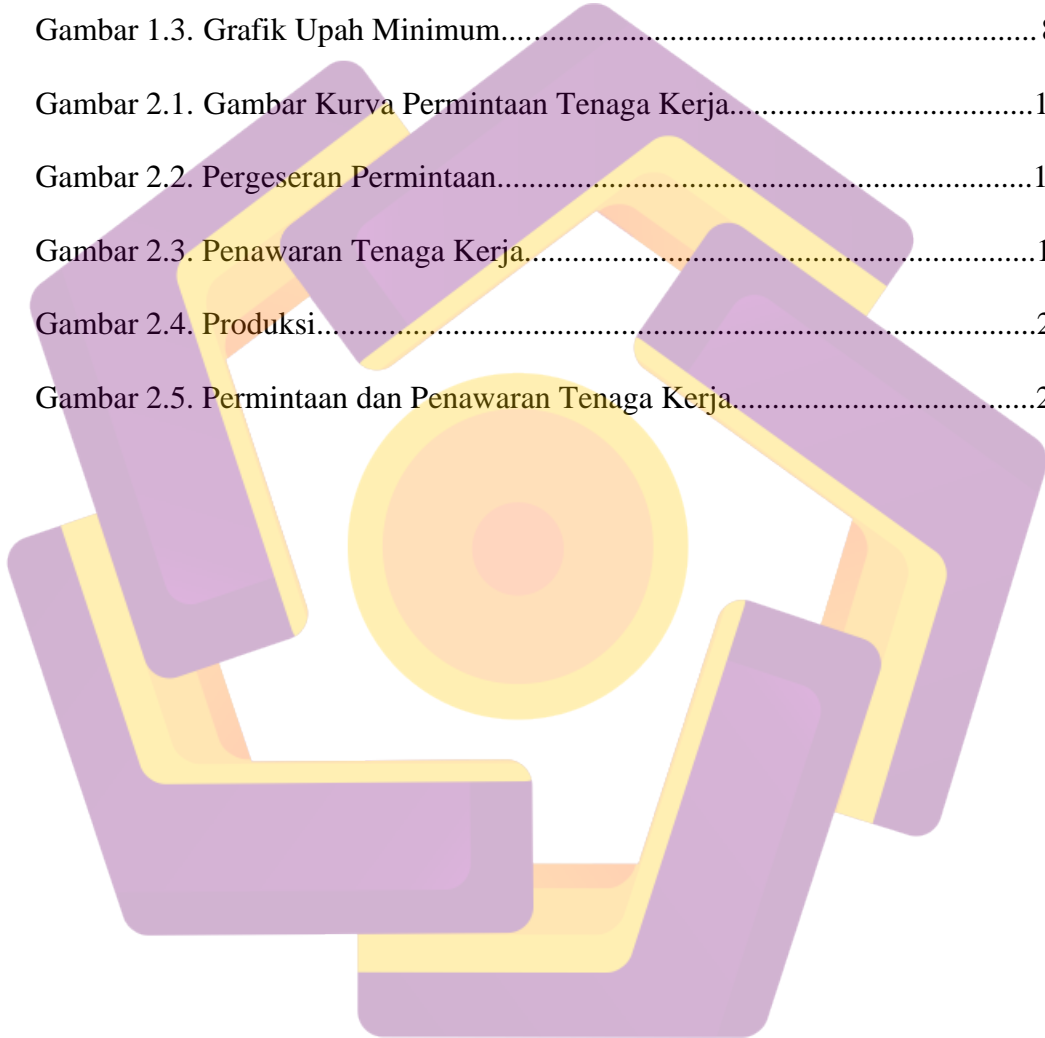 Gambar 1.3. Grafik Upah Minimum.....................................................................8
Gambar 2.1. Gambar Kurva Permintaan Tenaga Kerja.......................................1
Gambar 2.2. Pergeseran Permintaan.....................................................................1
Gambar 2.3. Penawaran Tenaga Kerja..................................................................1
Gambar 2.4. Produksi............................................................................................2
Gambar 2.5. Permintaan dan Penawaran Tenaga Kerja.......................................2